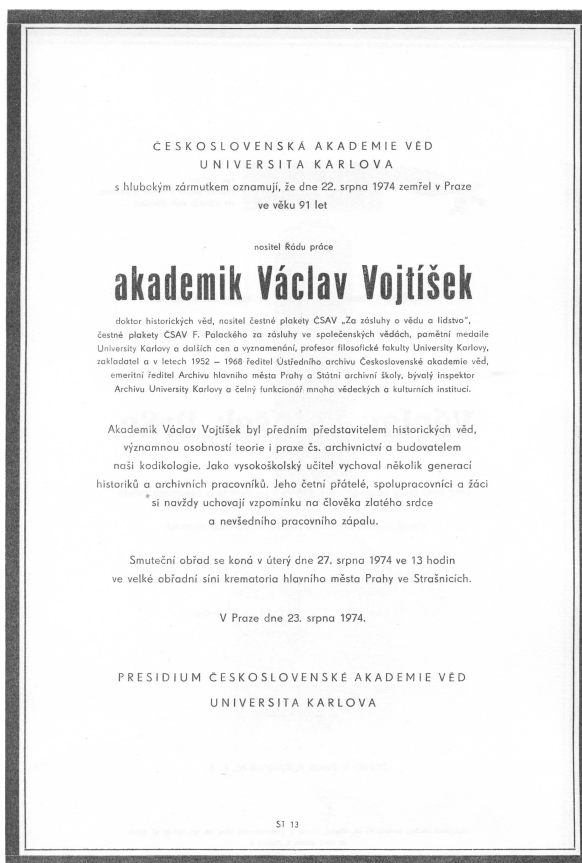 ČESKOSLOVENSKÁ AKADEMIE VĚD
UNIVERSITA KARLOVA
s hlubokým zármutkem oznamují, že dne 22. srpna 1974 zemřel v Praze
ve věku 91 let
nositel Řádu práce
akademik Václav Vojtíšek
doktor historických věd, nositel čestné plakety ČSAV „Za zásluhy o vědu a lidstvo",
čestné plakety ČSAV F. Palackého za zásluhy ve společenských vědách, pamětní medaile
University Karlovy a dalších cen a vyznamenání, profesor filosofické fakulty University Karlovy,
zakladatel a v letech 1952 — 1968 ředitel Ústředního archivu Československé akademie věd,
emeritní ředitel Archivu hlavního města Prahy a Státní archivní školy, bývalý inspektor
Archivu University Karlovy a čelný funkcionář mnoha vědeckých a kulturních institucí.
Akademik Václav Vojtíšek byl předním představitelem historických věd,
významnou osobností teorie i praxe čs. archivnictví a budovatelem
naší kodikologie. Jako vysokoškolský učitel vychoval několik generací
historiků a archivních pracovníků. Jeho četní přátelé, spolupracovníci a žáci
si navždy uchovají vzpomínku na člověka zlatého srdce
a nevšedního pracovního zápalu.
Smuteční obřad se koná v úterý dne 27. srpna 1974 ve 13 hodin
ve velké obřadní síni krematoria hlavního města Prahy ve Strašnicích.
V Praze dne 23. srpna 1974.
PRESIDIUM ČESKOSLOVENSKÉ AKADEMIE VĚD
UNIVERSITA KARLOVA
ST 13